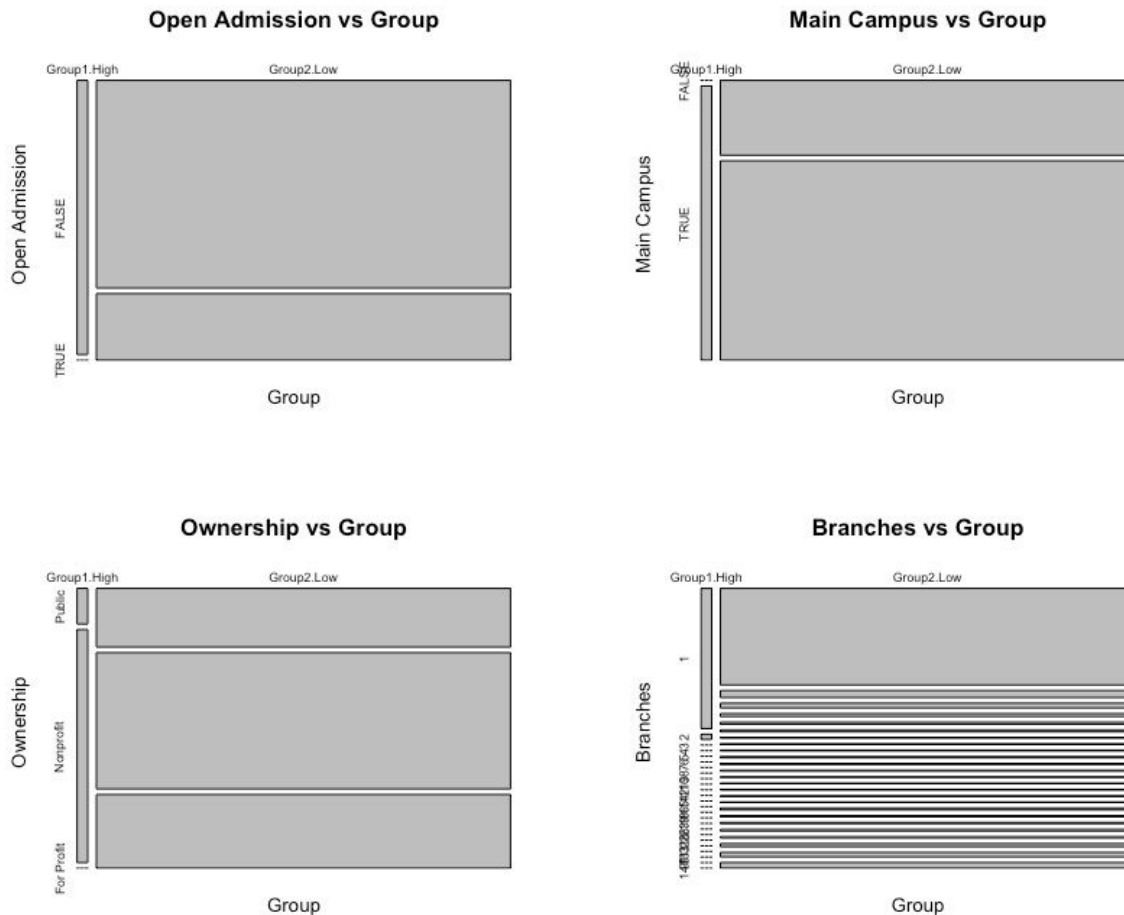 Open Admission vs Group
Group1.High
Group2.Low
Open Admission
FALSE
TRUE
Group
Main Campus vs Group
Group1.High
Group2.Low
Main Campus
FALSE
TRUE
Group
Ownership vs Group
Group1.High
Group2.Low
Ownership
Public
Nonprofit
For Profit
Group
Branches vs Group
Group1.High
Group2.Low
Branches
1
2
3
4
5
Group